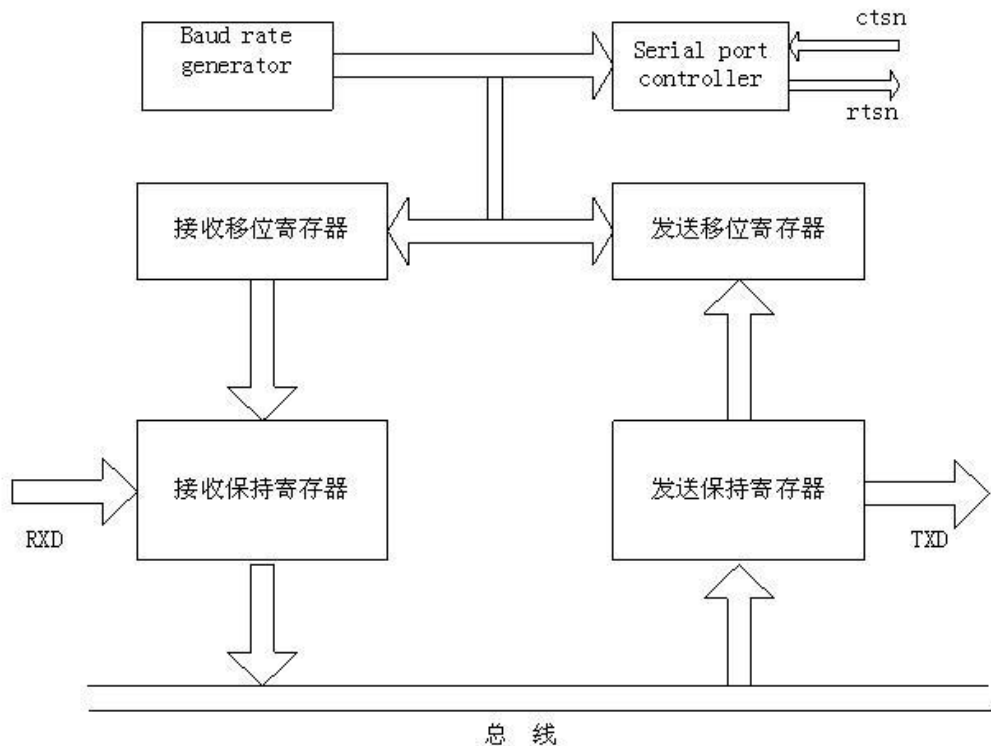 Baud rate
generator
Serial port
controller
ctsn
rtsn
接收移位寄存器
发送移位寄存器
接收保持寄存器
发送保持寄存器
RXD
TXD
总 线